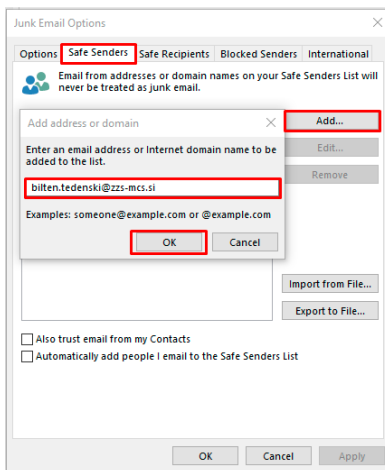 Junk Email Options
Options Safe Senders Safe Recipients Blocked Senders International
Email from addresses or domain names on your Safe Senders List will
never be treated as junk email.
Add address or domain
Add...
Enter an email address or Internet domain name to be
added to the list.
Edit...
Remove
bilten.tedenski@zzs-mcs.si
Examples: someone@example.com or @example.com
OK Cancel
Import from File...
Export to File...
Also trust email from my Contacts
Automatically add people I email to the Safe Senders List
OK Cancel Apply